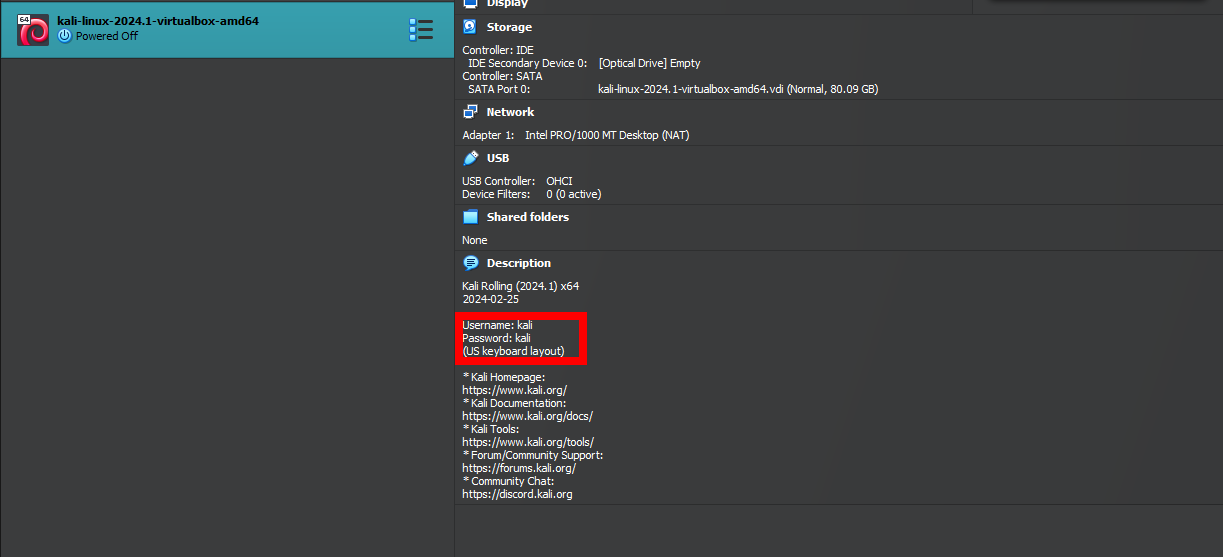 64
kali-linux-2024.1-virtualbox-amd64
Powered Off
Display
Storage
Controller: IDE
IDE Secondary Device 0: [Optical Drive] Empty
Controller: SATA
SATA Port 0: kali-linux-2024.1-virtualbox-amd64.vdi (Normal, 80.09 GB)
Network
Adapter 1: Intel PRO/1000 MT Desktop (NAT)
USB
USB Controller: OHCI
Device Filters: 0 (0 active)
Shared folders
None
Description
Kali Rolling (2024.1) x64
2024-02-25
Username: kali
Password: kali
(US keyboard layout)
* Kali Homepage:
https://www.kali.org/
* Kali Documentation:
https://www.kali.org/docs/
* Kali Tools:
https://www.kali.org/tools/
* Forum/Community Support:
https://forums.kali.org/
* Community Chat:
https://discord.kali.org